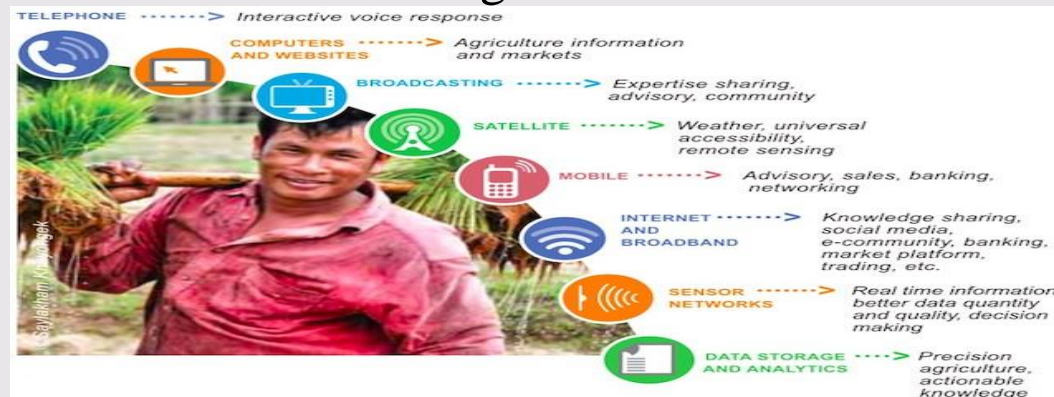 TELEPHONE ·······> Interactive voice response
COMPUTERS ·······> Agriculture information
AND WEBSITES and markets
BROADCASTING ·······> Expertise sharing,
advisory, community
SATELLITE ·······> Weather, universal
accessibility,
remote sensing
MOBILE ·······> Advisory, sales, banking,
networking
INTERNET ·······> Knowledge sharing,
AND social media,
BROADBAND e-community, banking,
market platform,
trading, etc.
SENSOR ·······> Real time information
NETWORKS better data quantity
and quality, decision
making
DATA STORAGE ····> Precision
AND ANALYTICS agriculture,
actionable
knowledge